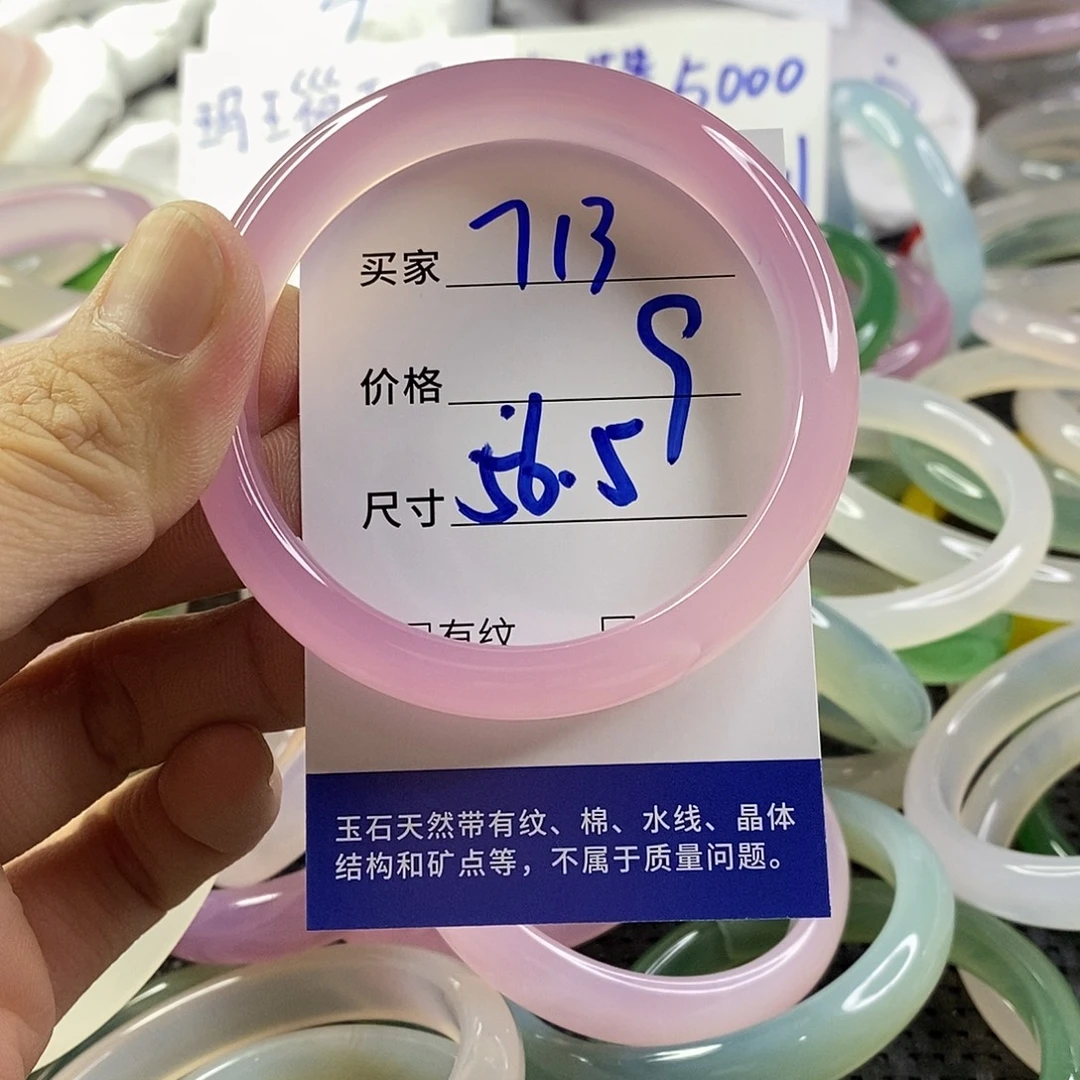 玛玉
5000
买家 713
9
价格
尺寸 56.5
有纹
玉石天然带有纹、棉、水线、晶体
结构和矿点等，不属于质量问题。